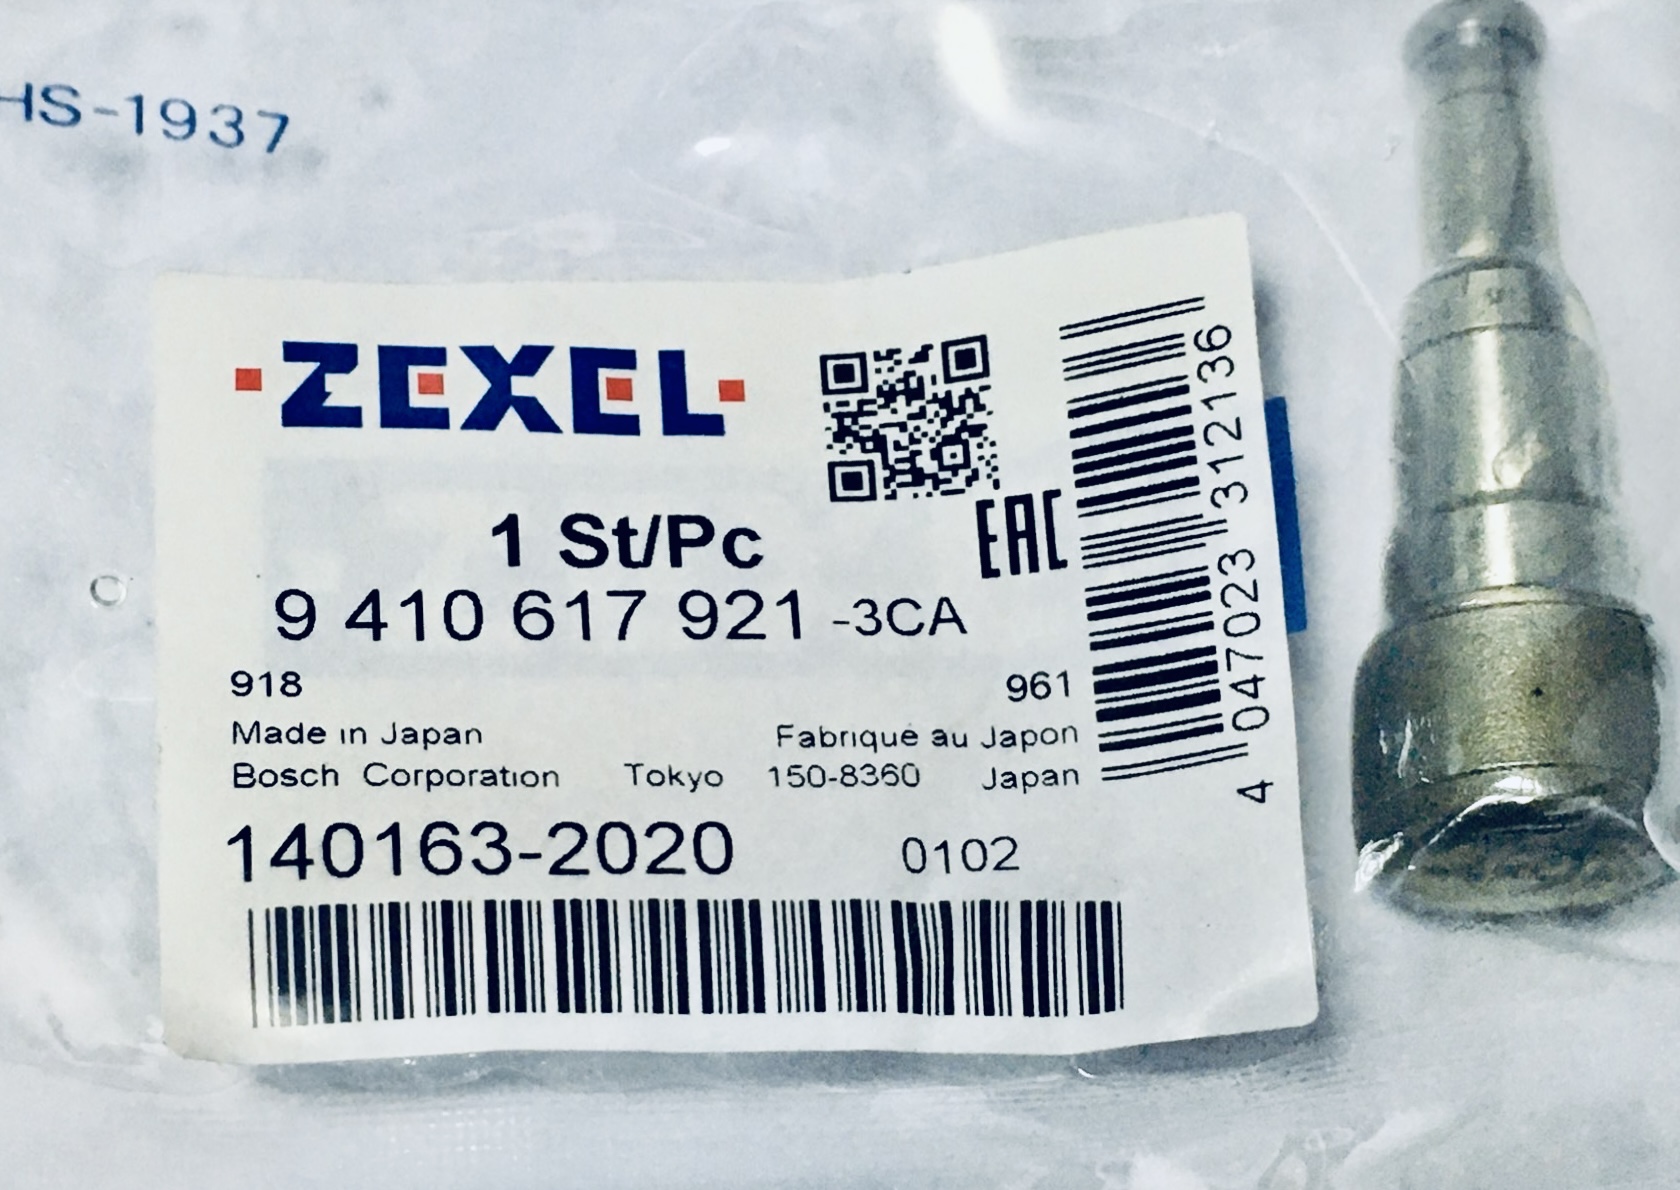 HS-1937
ZEXEL
1 St/Pc
EAC
9 410 617 921 -3CA
918 961
Made in Japan Fabriqué au Japon
Bosch Corporation Tokyo 150-8360 Japan
140163-2020 0102
4 047023 312136